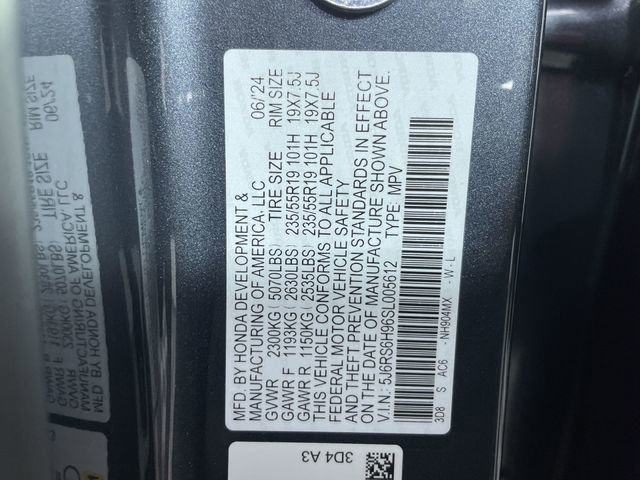 MFD. BY HONDA DEVELOPMENT & 06/'24
MANUFACTURING OF AMERICA, LLC
GVWR 2300KG(5070LBS) TIRE SIZE RIM SIZE
GAWR F 1193KG(2630LBS) 235/55R19 101H 19X7.5J
GAWR R 1150KG(2535LBS) 235/55R19 101H 19X7.5J
THIS VEHICLE CONFORMS TO ALL APPLICABLE
FEDERAL MOTOR VEHICLE SAFETY
AND THEFT PREVENTION STANDARDS IN EFFECT
ON THE DATE OF MANUFACTURE SHOWN ABOVE.
V.I.N.: 5J6RS6H96SL005612 TYPE: MPV
3D8 S AC6 -NH904MX -W-L
3D4 A3